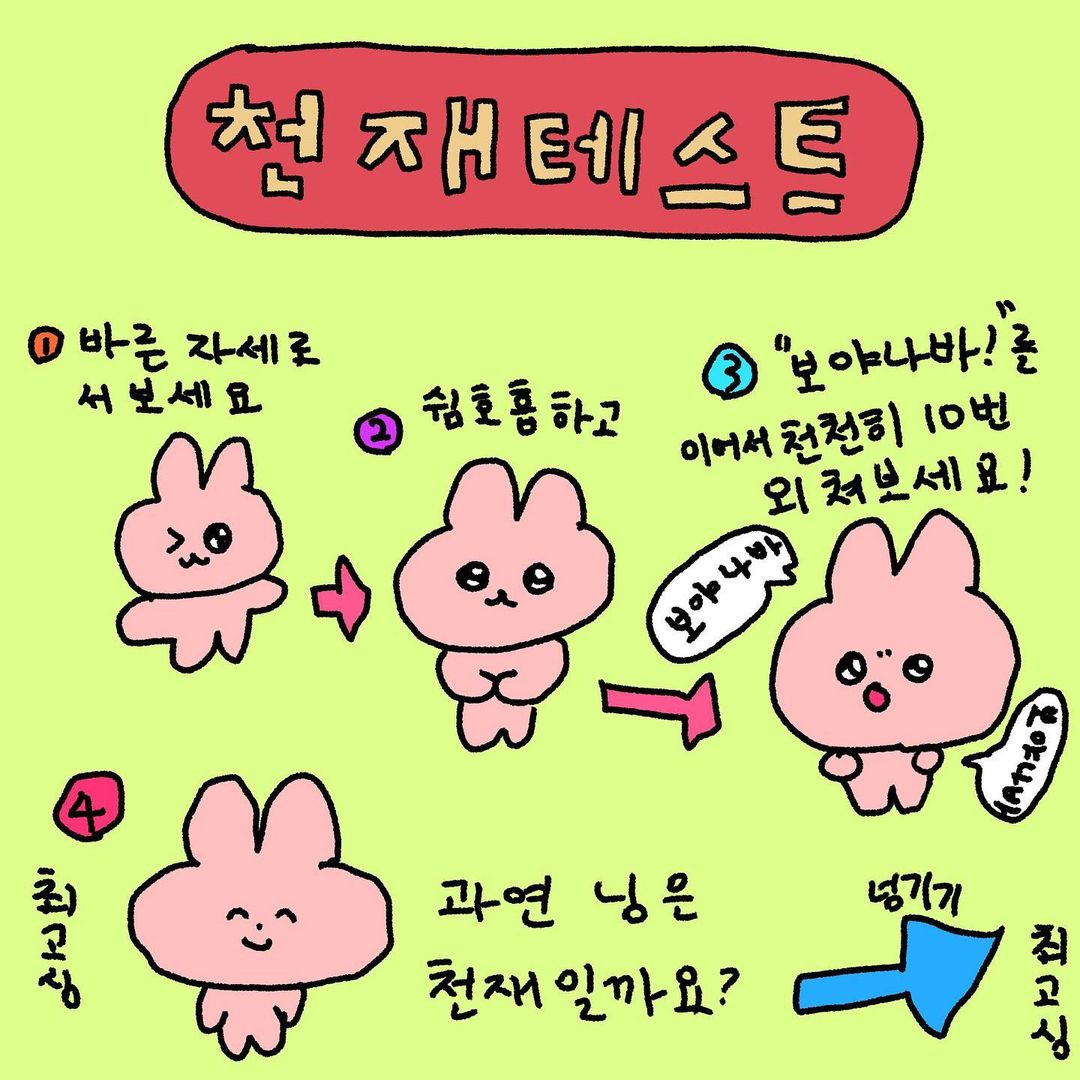 천재테스트
1 바른 자세로
서 보세요
2 쉼호흡하고
3 "보야나바!"를
이어서 천천히 10번
외쳐보세요!
보야나바
4
최고심
과연 닝은
천재일까요?
넘기기
최고심